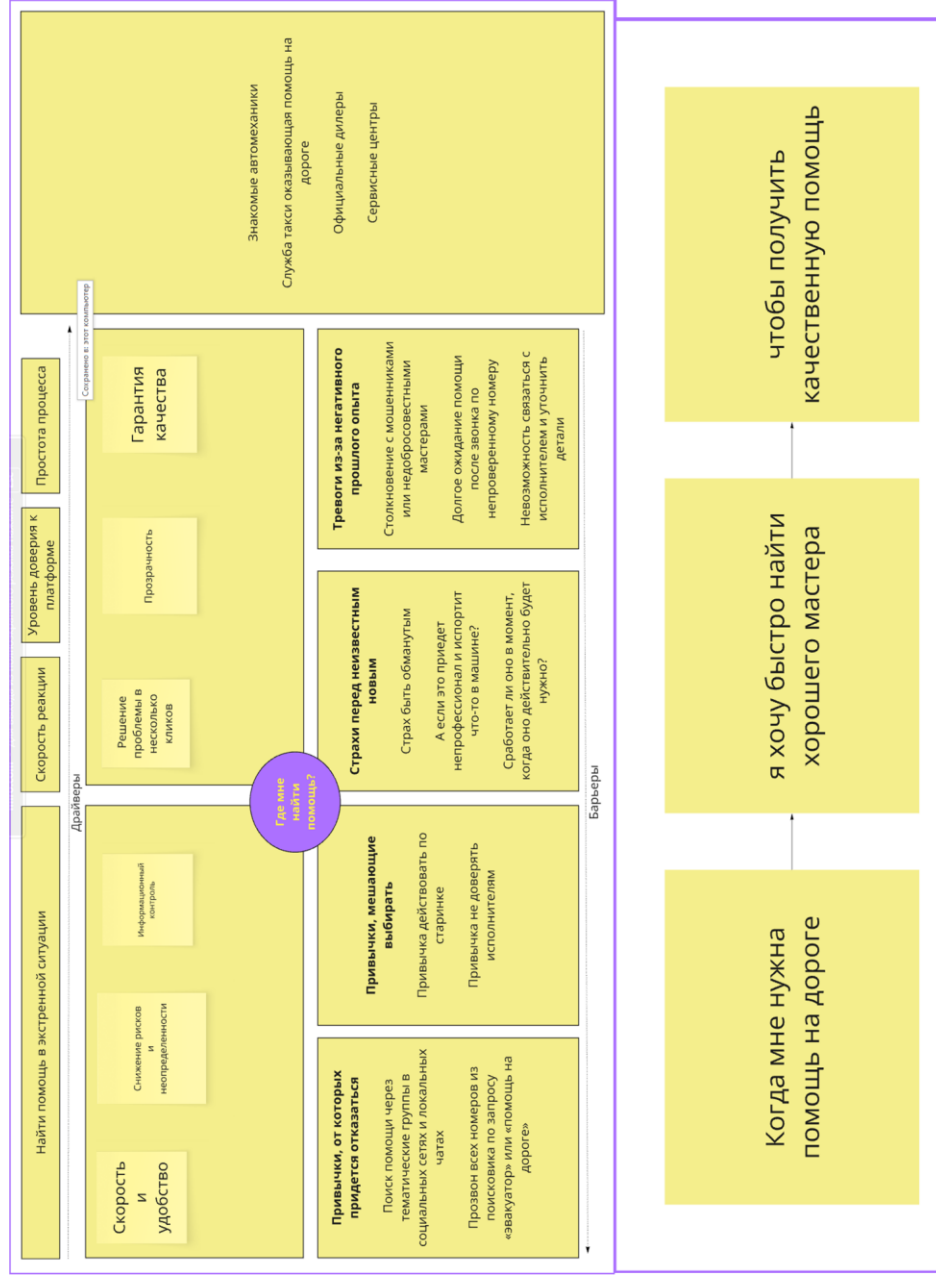 Найти помощь в экстренной ситуации
Скорость реакции
Уровень доверия к
платформе
Простота процесса
Драйверы
Сохранено в: этот компьютер
Скорость
и
удобство
Снижение рисков
и
неопределенности
Информационный
контроль
Решение
проблемы в
несколько
кликов
Прозрачность
Гарантия
качества
Где мне
найти
помощь?
Привычки, от которых
придется отказаться
Поиск помощи через
тематические группы в
социальных сетях и локальных
чатах
Прозвон всех номеров из
поисковика по запросу
«эвакуатор» или «помощь на
дороге»
Привычки, мешающие
выбирать
Привычка действовать по
старинке
Привычка не доверять
исполнителям
Страхи перед неизвестным
новым
Страх быть обманутым
А если это приедет
непрофессионал и испортит
что-то в машине?
Сработает ли оно в момент,
когда оно действительно будет
нужно?
Тревоги из-за негативного
прошлого опыта
Столкновение с мошенниками
или недобросовестными
мастерами
Долгое ожидание помощи
после звонка по
непроверенному номеру
Невозможность связаться с
исполнителем и уточнить
детали
Барьеры
Знакомые автомеханики
Служба такси оказывающая помощь на
дороге
Официальные дилеры
Сервисные центры
Когда мне нужна
помощь на дороге
я хочу быстро найти
хорошего мастера
чтобы получить
качественную помощь